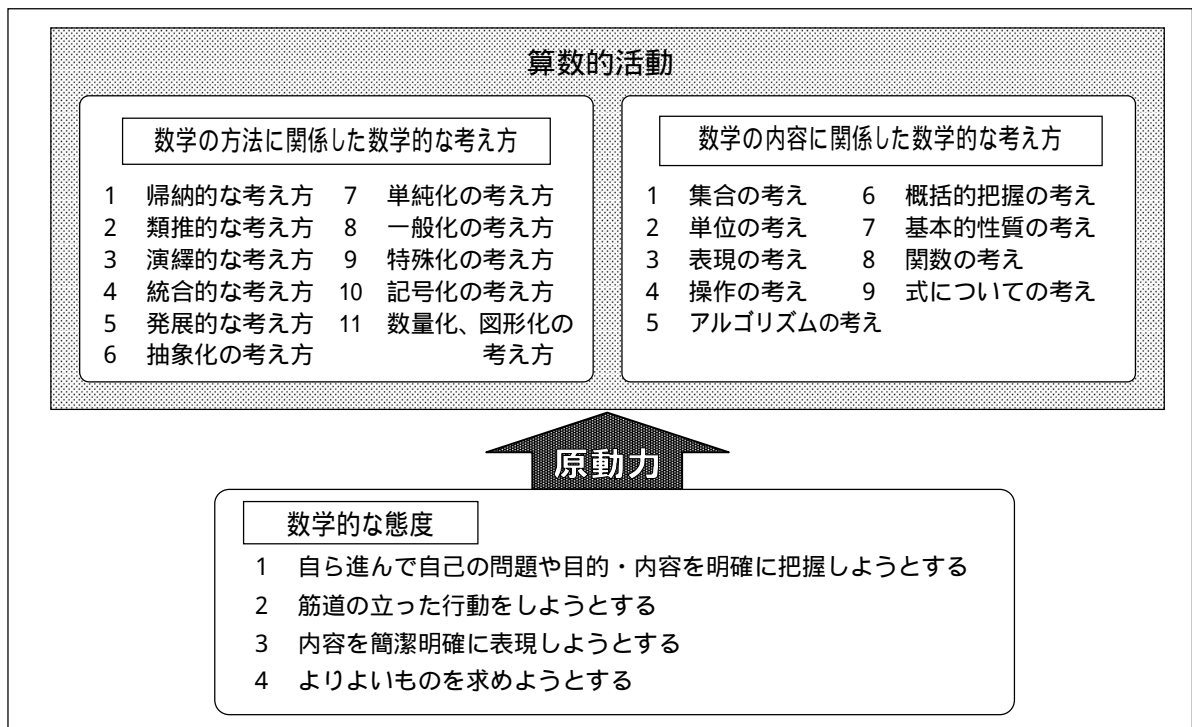 算数的活動
数学の方法に関係した数学的な考え方
1 帰納的な考え方 7 単純化の考え方
2 類推的な考え方 8 一般化の考え方
3 演繹的な考え方 9 特殊化の考え方
4 統合的な考え方 10 記号化の考え方
5 発展的な考え方 11 数量化、図形化の
6 抽象化の考え方 考え方
数学の内容に関係した数学的な考え方
1 集合の考え 6 概括的把握の考え
2 単位の考え 7 基本的性質の考え
3 表現の考え 8 関数の考え
4 操作の考え 9 式についての考え
5 アルゴリズムの考え
原動力
数学的な態度
1 自ら進んで自己の問題や目的・内容を明確に把握しようとする
2 筋道の立った行動をしようとする
3 内容を簡潔明確に表現しようとする
4 よりよいものを求めようとする